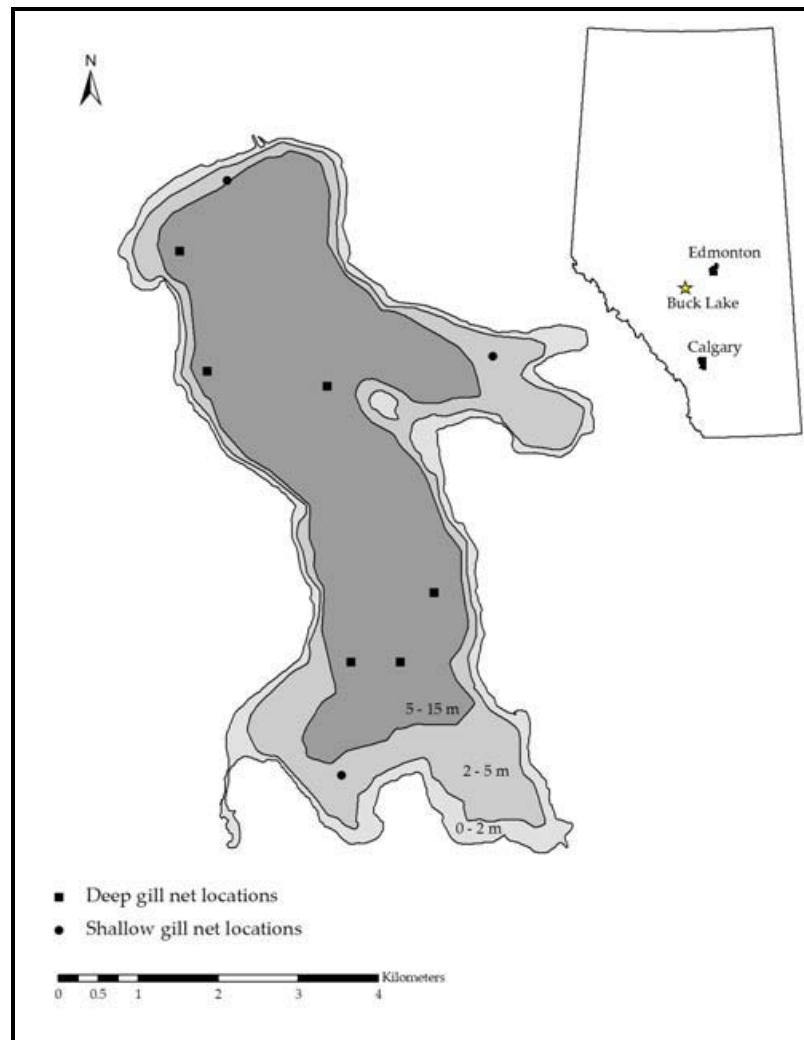 N
Edmonton
Buck Lake
Calgary
5 - 15 m
2 - 5 m
0 - 2 m
Deep gill net locations
Shallow gill net locations
Kilometers
0 0.5 1 2 3 4